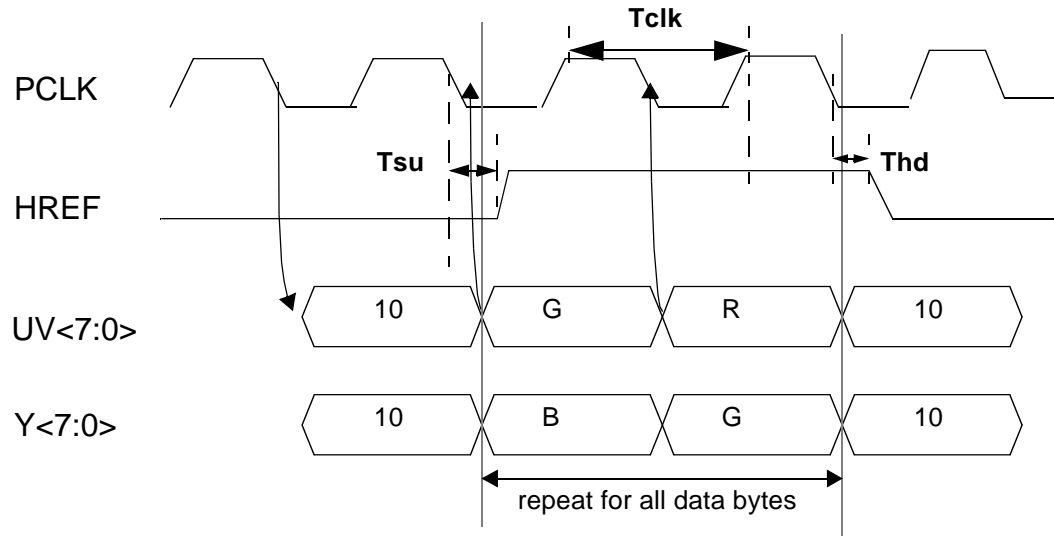 Tclk
PCLK
Tsu
Thd
HREF
UV<7:0>
10
G
R
10
Y<7:0>
10
B
G
10
repeat for all data bytes